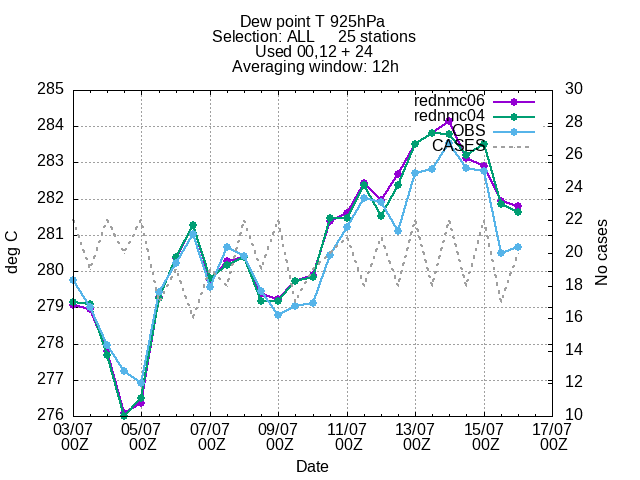 Dew point T 925hPa
Selection: ALL 25 stations
Used 00,12 + 24
Averaging window: 12h
285
284
283
282
281
280
279
278
277
276
deg C
30
28
26
24
22
20
18
16
14
12
10
No cases
rednmc06
rednmc04
OBS
CASES
03/07 05/07 07/07 09/07 11/07 13/07 15/07 17/07
00Z 00Z 00Z 00Z 00Z 00Z 00Z 00Z
Date